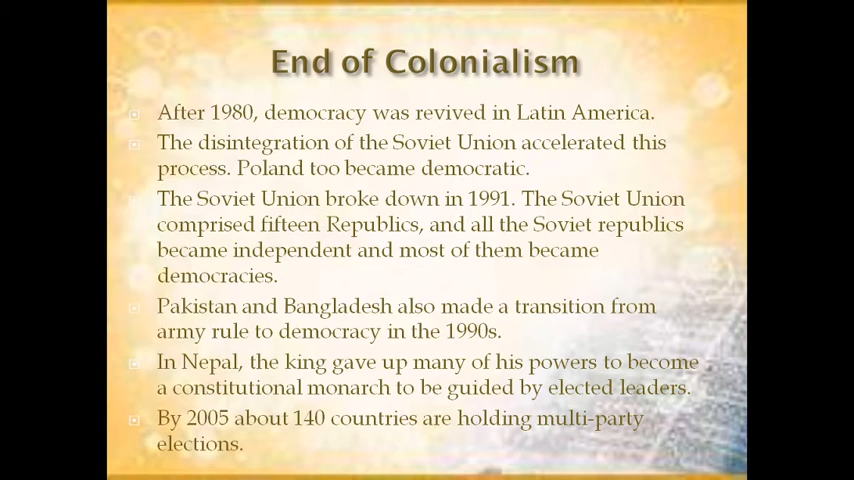 End of Colonialism
After 1980, democracy was revived in Latin America.
The disintegration of the Soviet Union accelerated this
process. Poland too became democratic.
The Soviet Union broke down in 1991. The Soviet Union
comprised fifteen Republics, and all the Soviet republics
became independent and most of them became
democracies.
Pakistan and Bangladesh also made a transition from
army rule to democracy in the 1990s.
In Nepal, the king gave up many of his powers to become
a constitutional monarch to be guided by elected leaders.
By 2005 about 140 countries are holding multi-party
elections.